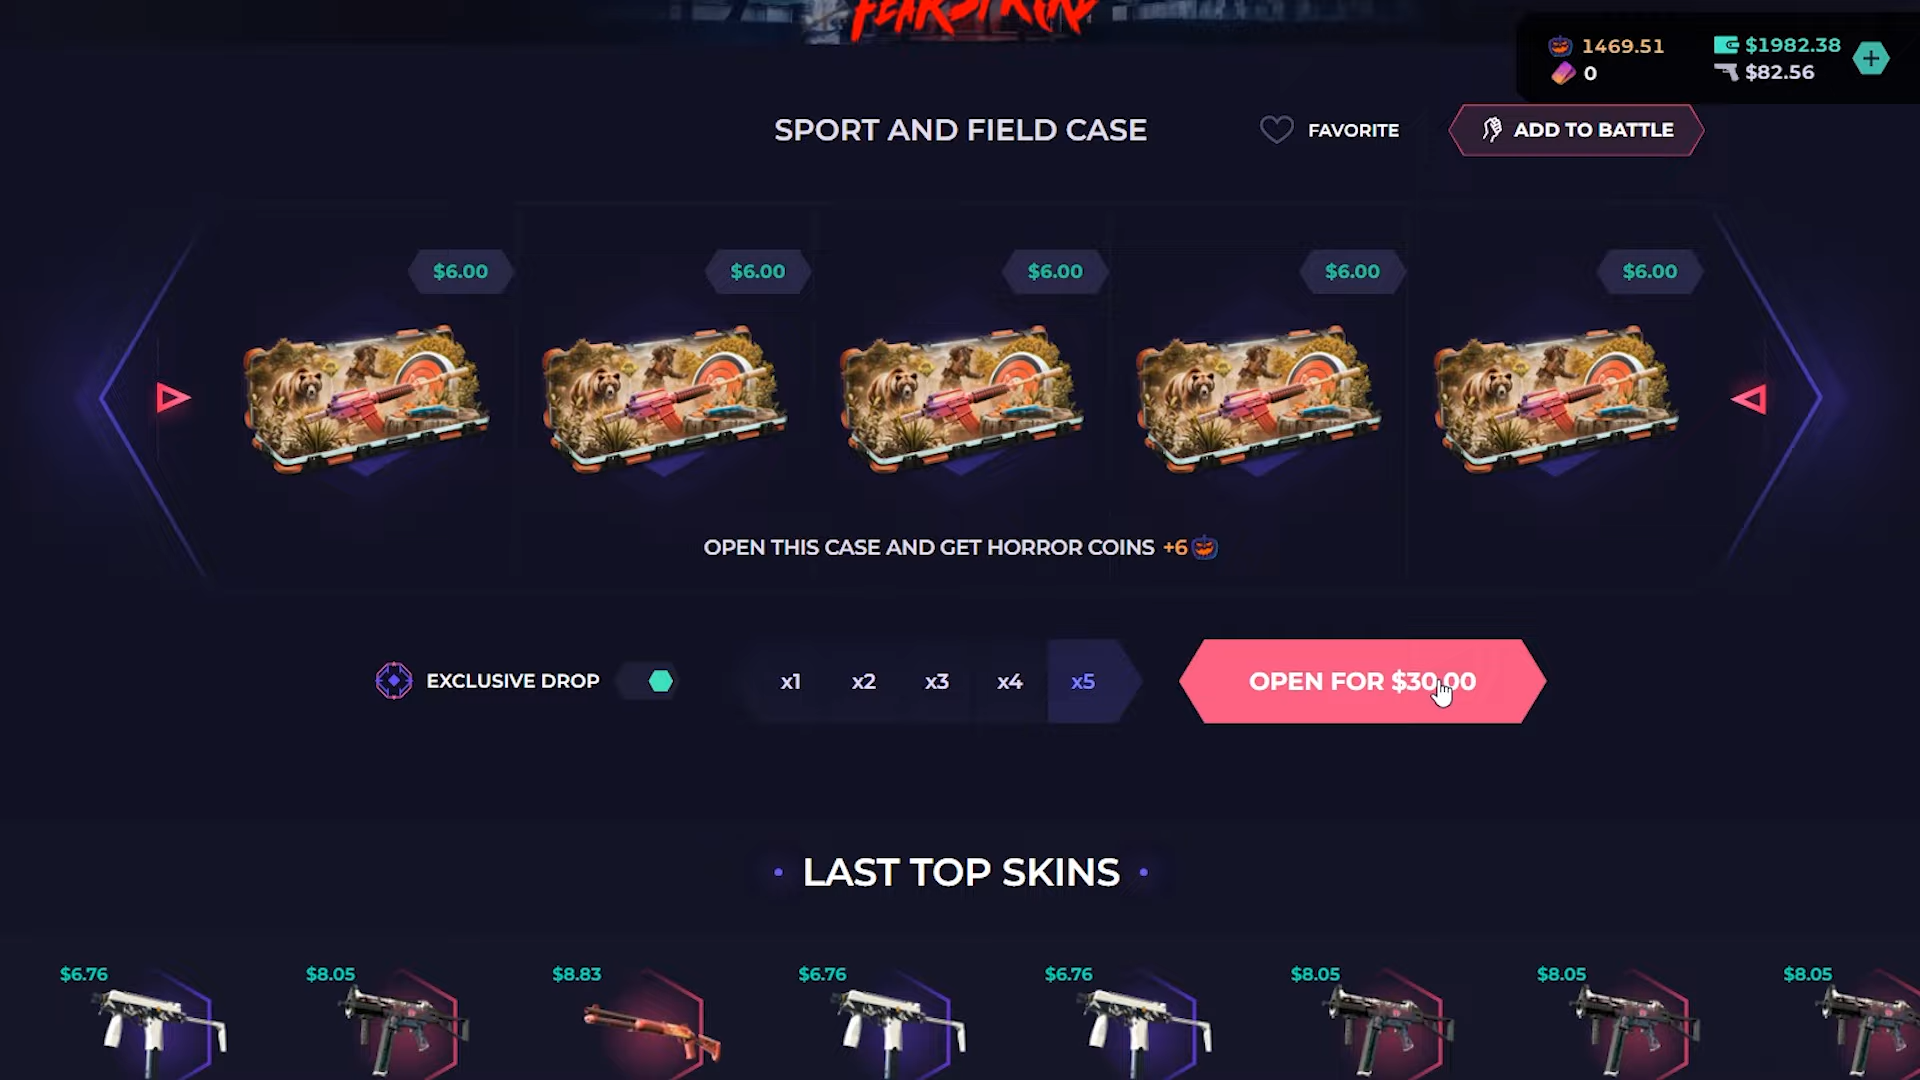 FEARSTRIKE
1469.51
$1982.38
0
$82.56
SPORT AND FIELD CASE
FAVORITE
ADD TO BATTLE
$6.00
$6.00
$6.00
$6.00
$6.00
OPEN THIS CASE AND GET HORROR COINS +6
EXCLUSIVE DROP
x1
x2
x3
x4
x5
OPEN FOR $30.00
LAST TOP SKINS
$6.76
$8.05
$8.83
$6.76
$6.76
$8.05
$8.05
$8.05